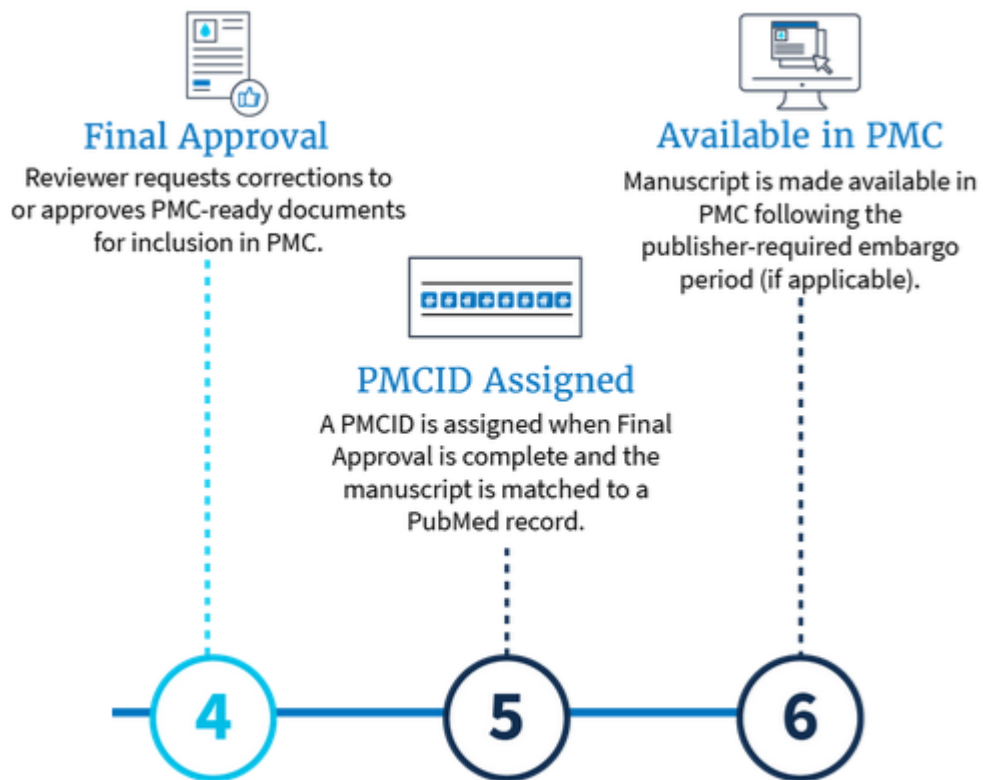 Final Approval
Reviewer requests corrections to
or approves PMC-ready documents
for inclusion in PMC.
Available in PMC
Manuscript is made available in
PMC following the
publisher-required embargo
period (if applicable).
PMCID Assigned
A PMCID is assigned when Final
Approval is complete and the
manuscript is matched to a
PubMed record.
4
5
6